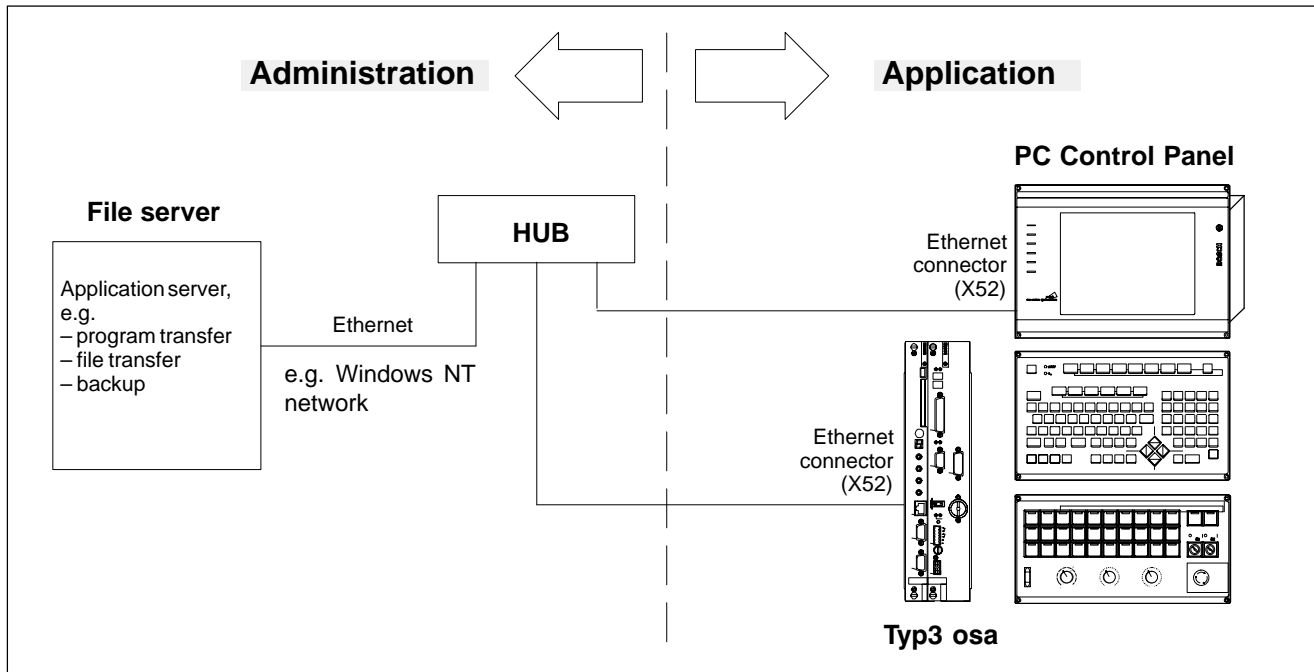 Administration
Application
PC Control Panel
File server
HUB
Ethernet
connector
(X52)
BOSCH
Application server,
e.g.
– program transfer
– file transfer
– backup
Ethernet
e.g. Windows NT
network
Ethernet
connector
(X52)
Typ3 osa